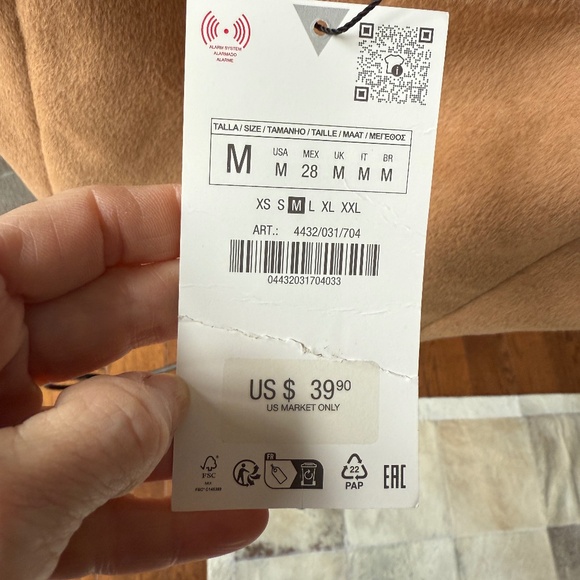 ALARM SYSTEM
ALARMADO
ALARME
TALLA / SIZE / TAMANHO / TAILLE / MAAT / ΜΕΓΕΘΟΣ
M
USA MEX UK IT BR
M 28 M M M
XS S M L XL XXL
ART.: 4432/031/704
04432031704033
US $ 39 90
US MARKET ONLY
FSC
FR
22
PAP
EAC